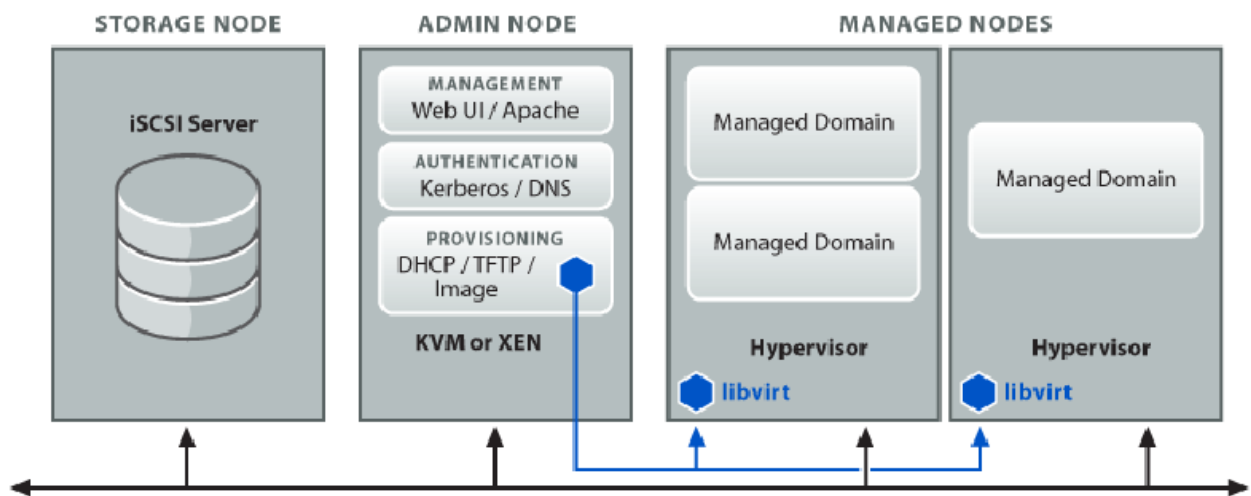 STORAGE NODE
iSCSI Server
ADMIN NODE
MANAGEMENT
Web UI / Apache
AUTHENTICATION
Kerberos / DNS
PROVISIONING
DHCP / TFTP /
Image
KVM or XEN
MANAGED NODES
Managed Domain
Managed Domain
Hypervisor
libvirt
Managed Domain
Hypervisor
libvirt